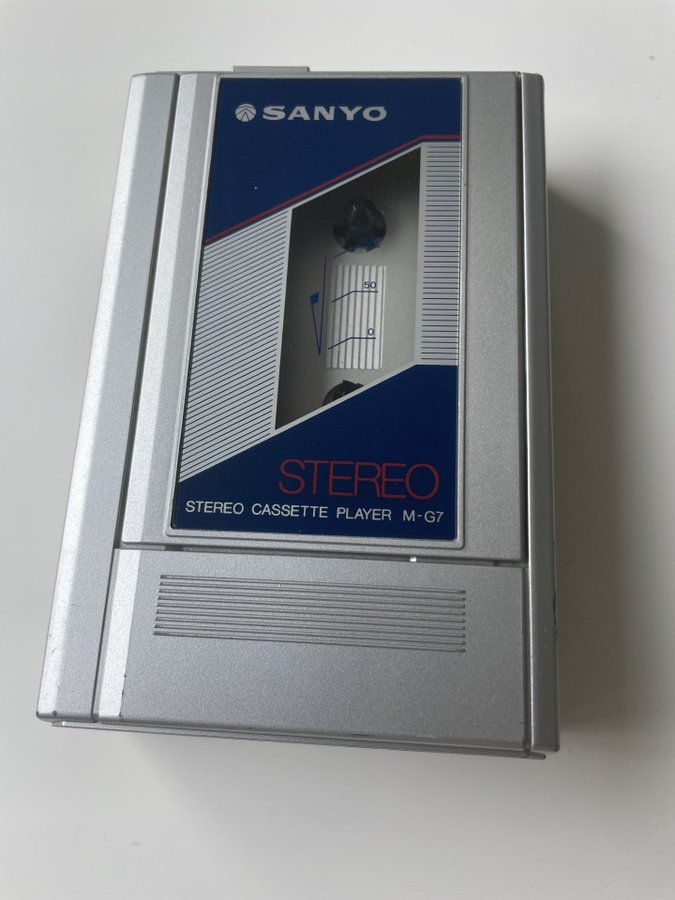 SANYO
50
0
STEREO
STEREO CASSETTE PLAYER M-G7